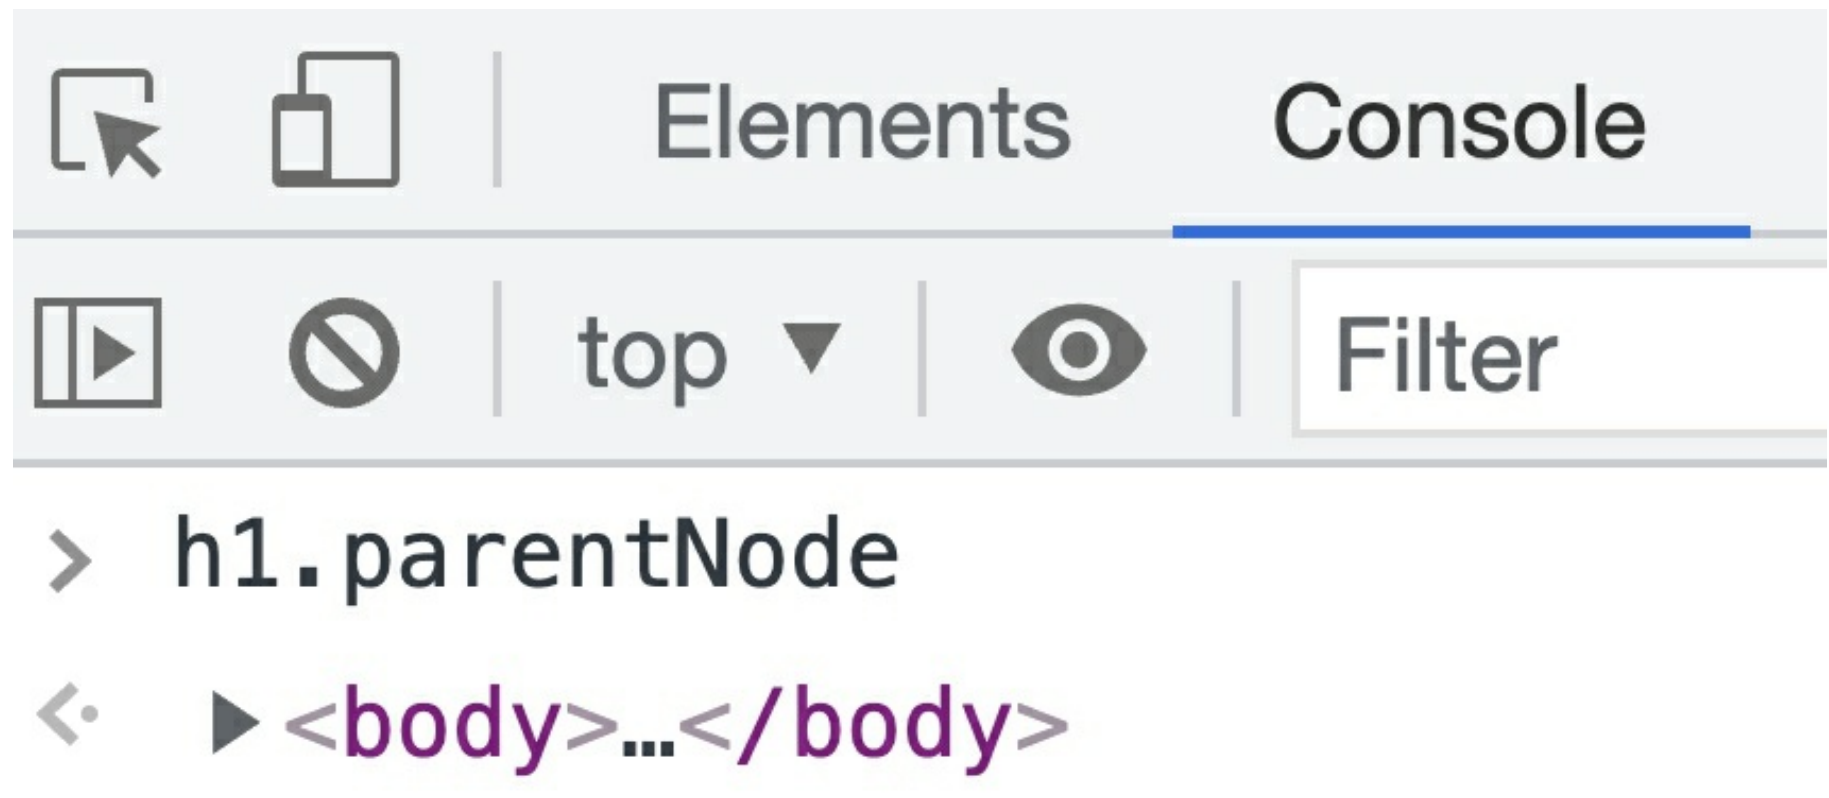 Elements Console
top Filter
h1.parentNode
<body>…</body>